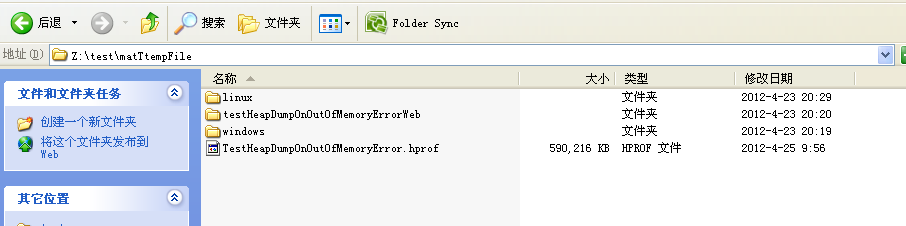 后退 搜索 文件夹 Folder Sync
地址(D) Z:\test\matTtempFile
名称 大小 类型 修改日期
文件和文件夹任务
linux 文件夹 2012-4-23 20:29
创建一个新文件夹
testHeapDumpOnOutOfMemoryErrorWeb 文件夹 2012-4-23 20:20
将这个文件夹发布到
Web
windows 文件夹 2012-4-23 20:19
TestHeapDumpOnOutOfMemoryError.hprof 590,216 KB HPROF 文件 2012-4-25 9:56
其它位置